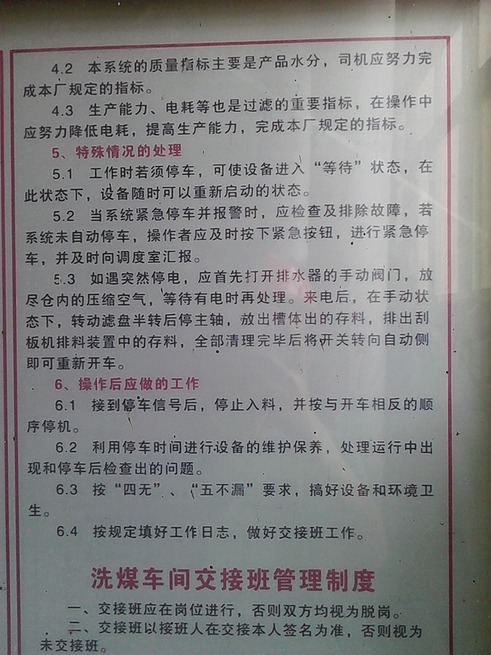 4.2 本系统的质量指标主要是产品水分，司机应努力完
成本厂规定的指标。
4.3 生产能力、电耗等也是过滤的重要指标，在操作中
应努力降低电耗，提高生产能力，完成本厂规定的指标。
5、特殊情况的处理
5.1 工作时若须停车，可使设备进入“等待”状态，在
此状态下，设备随时可以重新启动的状态。
5.2 当系统紧急停车并报警时，应检查及排除故障，若
系统未自动停车，操作者应及时按下紧急按钮，进行紧急停
车，并及时向调度室汇报。
5.3 如遇突然停电，应首先打开排水器的手动阀门，放
尽仓内的压缩空气，等待有电时再处理。来电后，在手动状
态下，转动滤盘半转后停主轴，放出槽体出的存料，排出刮
板机排料装置中的存料，全部清理完毕后将开关转向自动侧
即可重新开车。
6、操作后应做的工作
6.1 接到停车信号后，停止入料，并按与开车相反的顺
序停机。
6.2 利用停车时间进行设备的维护保养，处理运行中出
现和停车后检查出的问题。
6.3 按“四无”、“五不漏”要求，搞好设备和环境卫
生。
6.4 按规定填好工作日志，做好交接班工作。
洗煤车间交接班管理制度
一、交接班应在岗位进行，否则双方均视为脱岗。
二、交接班以接班人在交接本人签名为准，否则视为
未交接班。